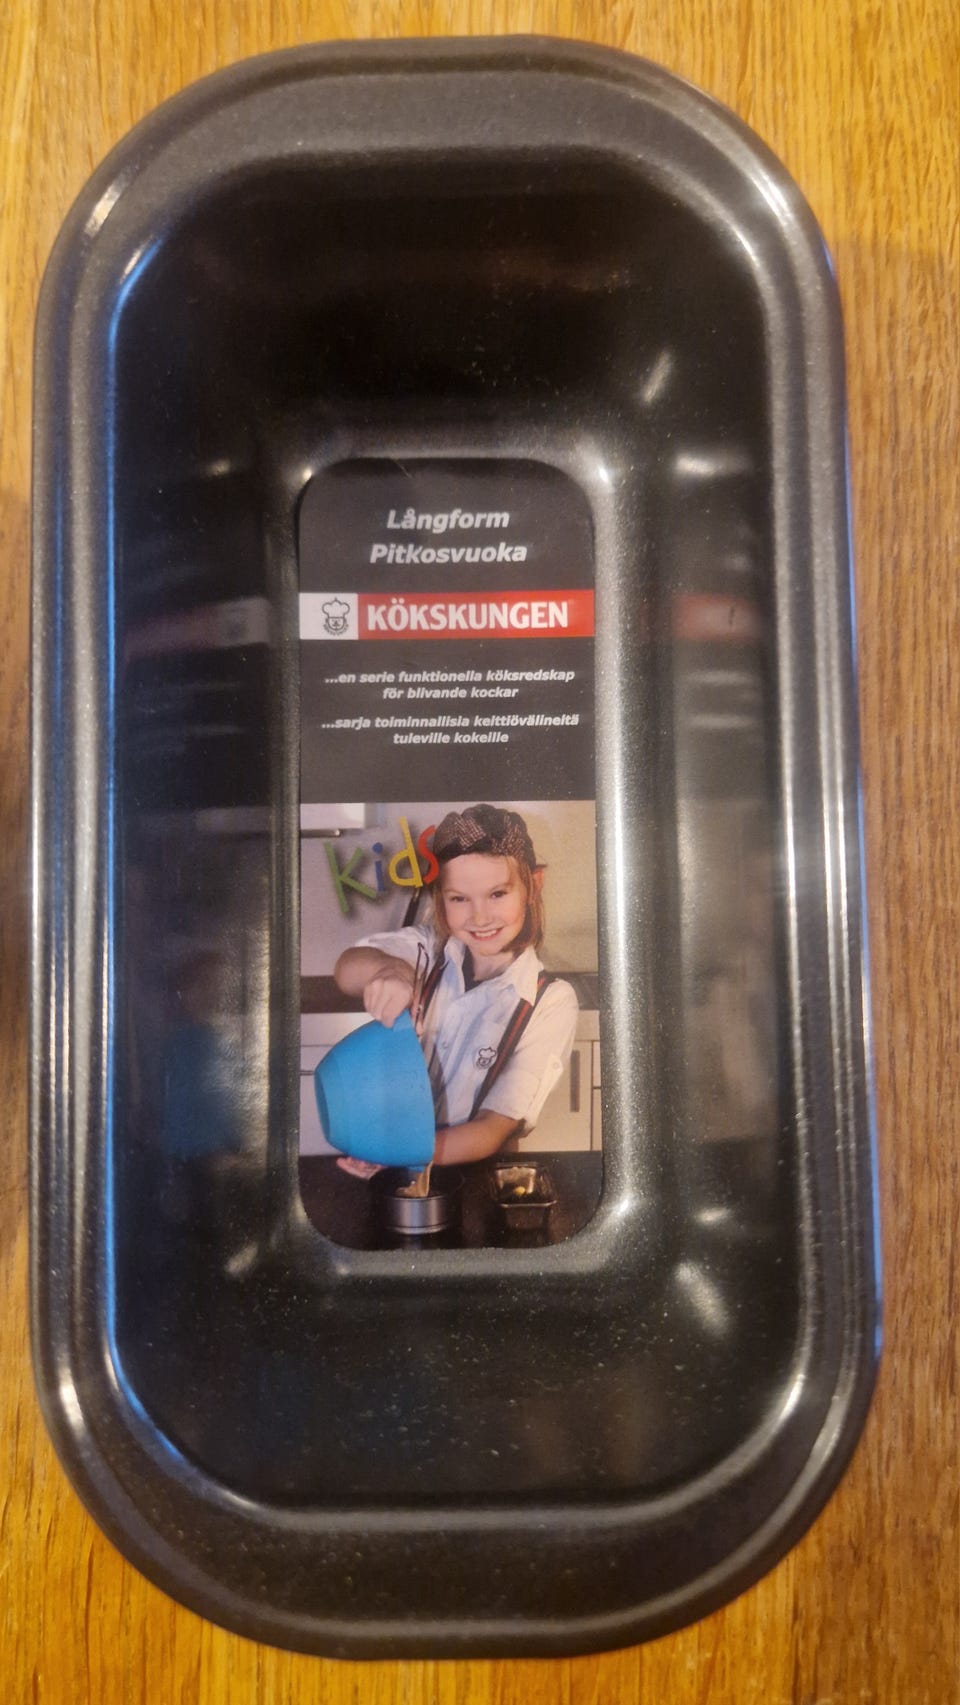 Långform
Pitkosvuoka
KÖKSKUNGEN
...en serie funktionella köksredskap
för blivande kockar
...sarja toiminnallisia keittiövälineitä
tuleville kokeille
Kids